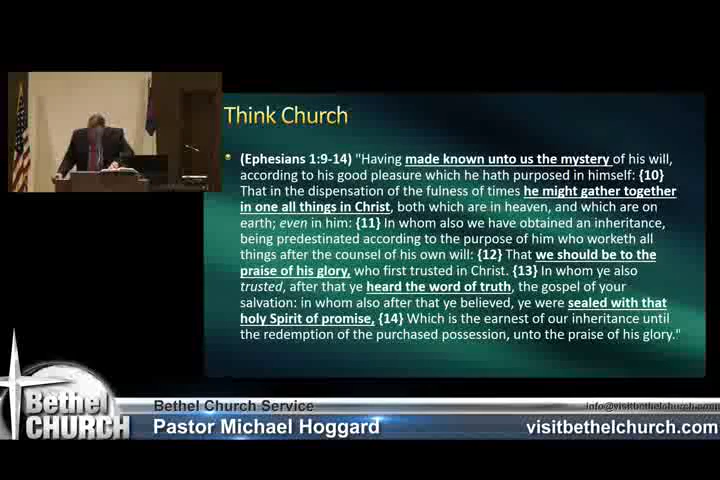 Think Church
• (Ephesians 1:9-14) "Having made known unto us the mystery of his will,
according to his good pleasure which he hath purposed in himself: {10}
That in the dispensation of the fulness of times he might gather together
in one all things in Christ, both which are in heaven, and which are on
earth; even in him: {11} In whom also we have obtained an inheritance,
being predestinated according to the purpose of him who worketh all
things after the counsel of his own will: {12} That we should be to the
praise of his glory, who first trusted in Christ. {13} In whom ye also
trusted, after that ye heard the word of truth, the gospel of your
salvation: in whom also after that ye believed, ye were sealed with that
holy Spirit of promise, {14} Which is the earnest of our inheritance until
the redemption of the purchased possession, unto the praise of his glory."
Bethel
CHURCH
Bethel Church Service
info@visitbethelchurch.com
Pastor Michael Hoggard
visitbethelchurch.com